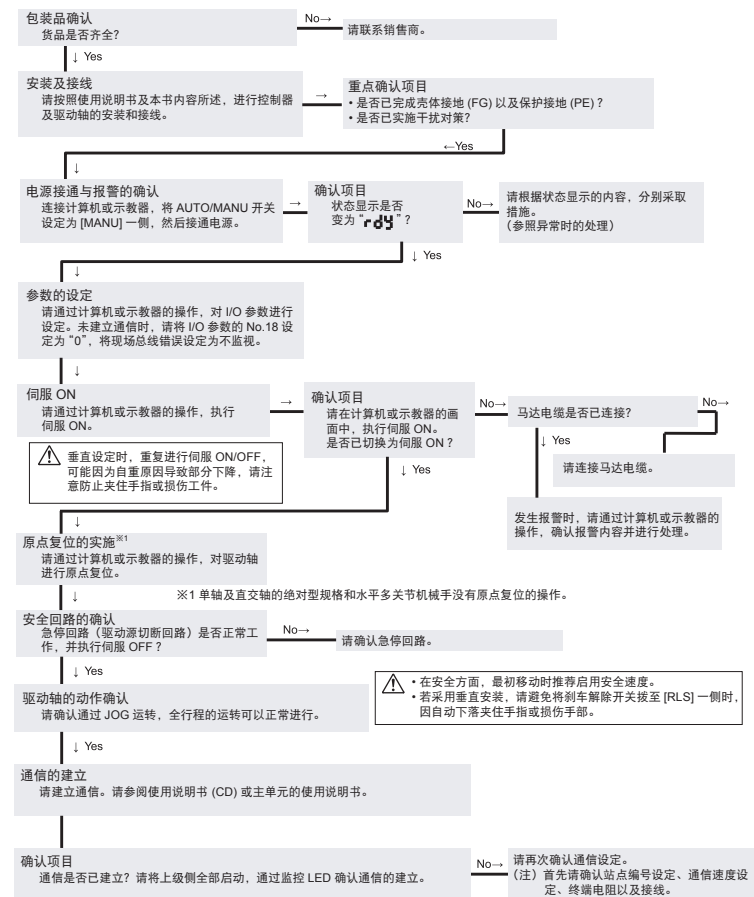 包装品确认
货品是否齐全?
No→
请联系销售商。
↓ Yes
安装及接线
请按照使用说明书及本书内容所述，进行控制器
及驱动轴的安装和接线。
→
重点确认项目
• 是否已完成壳体接地 (FG) 以及保护接地 (PE) ?
• 是否已实施干扰对策?
←Yes
↓
电源接通与报警的确认
连接计算机或示教器，将 AUTO/MANU 开关
设定为 [MANU] 一侧，然后接通电源。
→
确认项目
状态显示是否
变为“rdy”?
No→
请根据状态显示的内容，分别采取
措施。
（参照异常时的处理）
↓ Yes
↓
参数的设定
请通过计算机或示教器的操作，对 I/O 参数进行
设定。未建立通信时，请将 I/O 参数的 No.18 设
定为“0”，将现场总线错误设定为不监视。
↓
伺服 ON
请通过计算机或示教器的操作，执行
伺服 ON。
→
确认项目
请在计算机或示教器的画
面中，执行伺服 ON。
是否已切换为伺服 ON ?
No→
马达电缆是否已连接?
No→
↓ Yes
请连接马达电缆。
垂直设定时，重复进行伺服 ON/OFF，
可能因为自重原因导致部分下降，请注
意防止夹住手指或损伤工件。
↓ Yes
发生报警时，请通过计算机或示教器的
操作，确认报警内容并进行处理。
↓
原点复位的实施※1
请通过计算机或示教器的操作，对驱动轴
进行原点复位。
↓
※1 单轴及直交轴的绝对型规格和水平多关节机械手没有原点复位的操作。
安全回路的确认
急停回路（驱动源切断回路）是否正常工
作，并执行伺服 OFF ?
No→
请确认急停回路。
↓ Yes
• 在安全方面，最初移动时推荐启用安全速度。
• 若采用垂直安装，请避免将刹车解除开关拨至 [RLS] 一侧时，
因自动下落夹住手指或损伤手部。
驱动轴的动作确认
请确认通过 JOG 运转，全行程的运转可以正常进行。
↓ Yes
通信的建立
请建立通信。请参阅使用说明书 (CD) 或主单元的使用说明书。
确认项目
通信是否已建立？请将上级侧全部启动，通过监控 LED 确认通信的建立。
No→
请再次确认通信设定。
（注）首先请确认站点编号设定、通信速度设
定、终端电阻以及接线。